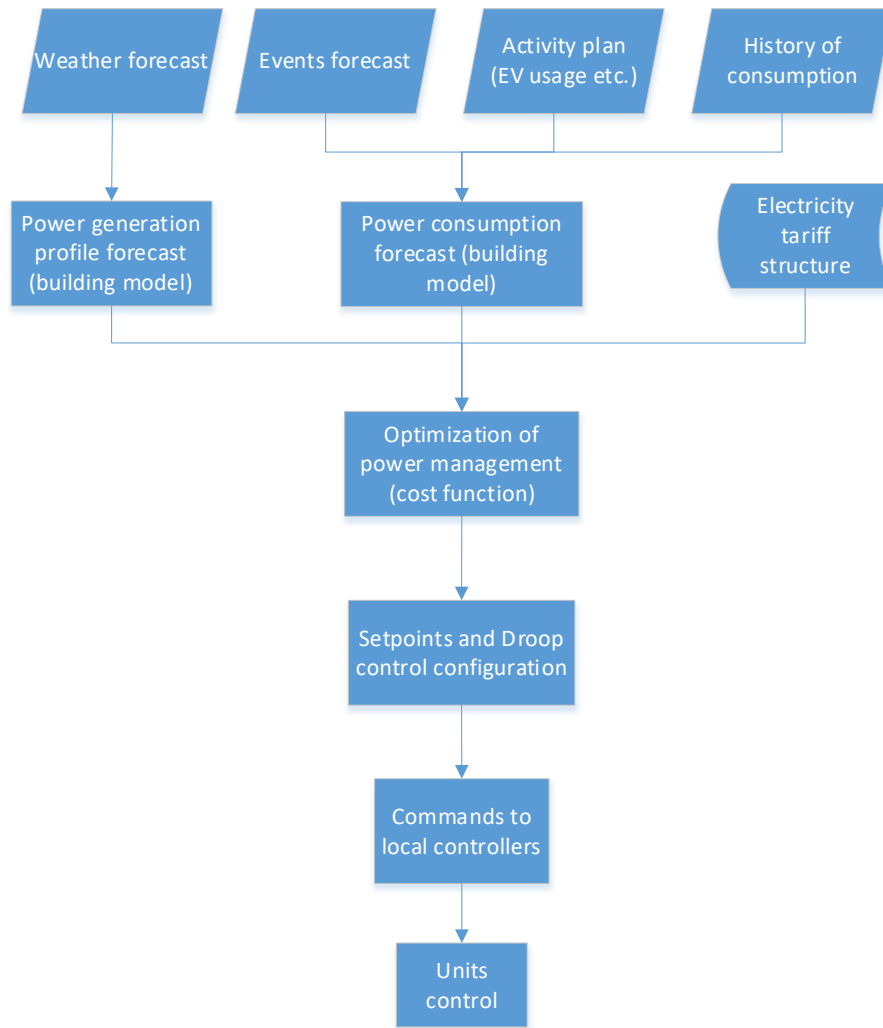 Weather forecast
Events forecast
Activity plan
(EV usage etc.)
History of
consumption
Power generation
profile forecast
(building model)
Power consumption
forecast (building
model)
Electricity
tariff
structure
Optimization of
power management
(cost function)
Setpoints and Droop
control configuration
Commands to
local controllers
Units
control